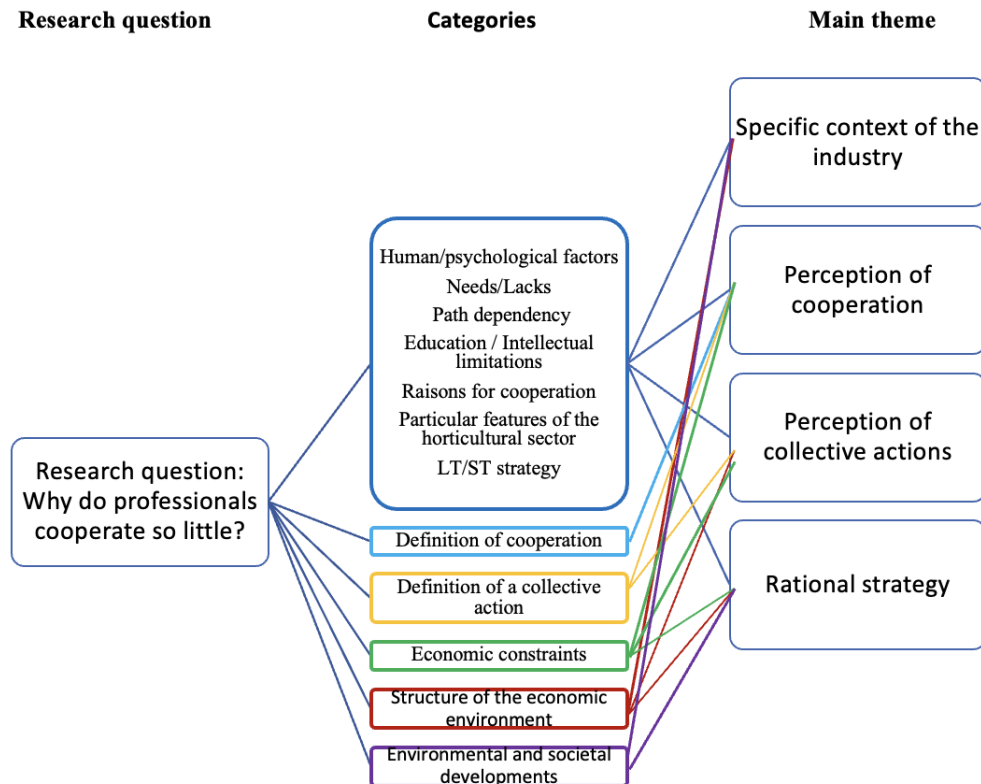 Research question
Categories
Main theme
Research question:
Why do professionals
cooperate so little?
Human/psychological factors
Needs/Lacks
Path dependency
Education / Intellectual
limitations
Raisons for cooperation
Particular features of the
horticultural sector
LT/ST strategy
Definition of cooperation
Definition of a collective
action
Economic constraints
Structure of the economic
environment
Environmental and societal
developments
Specific context of the
industry
Perception of
cooperation
Perception of
collective actions
Rational strategy